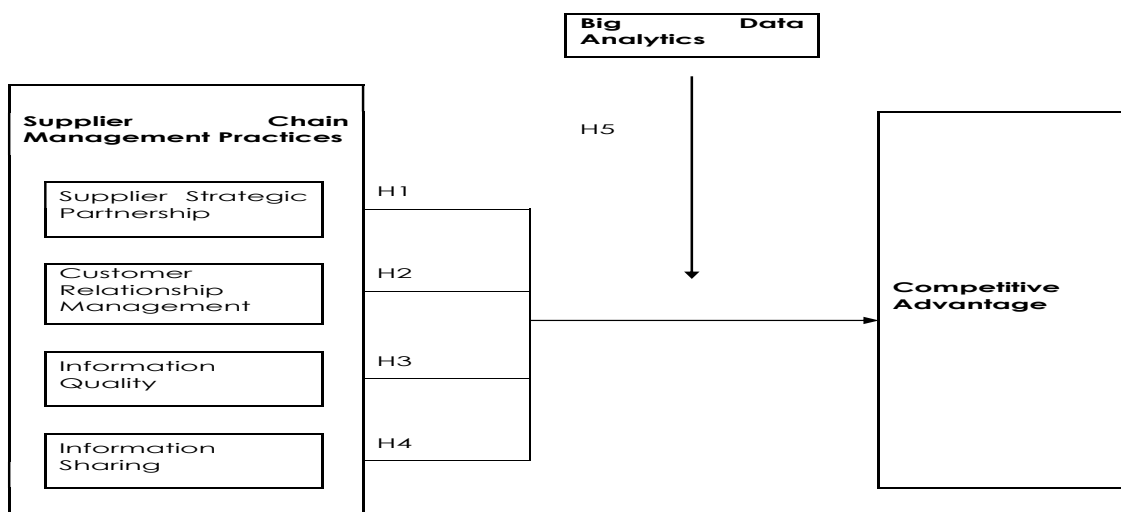 Big Data
Analytics
H5
Supplier Chain
Management Practices
Supplier Strategic
Partnership
H1
Customer
Relationship
Management
H2
Information
Quality
H3
Information
Sharing
H4
Competitive
Advantage